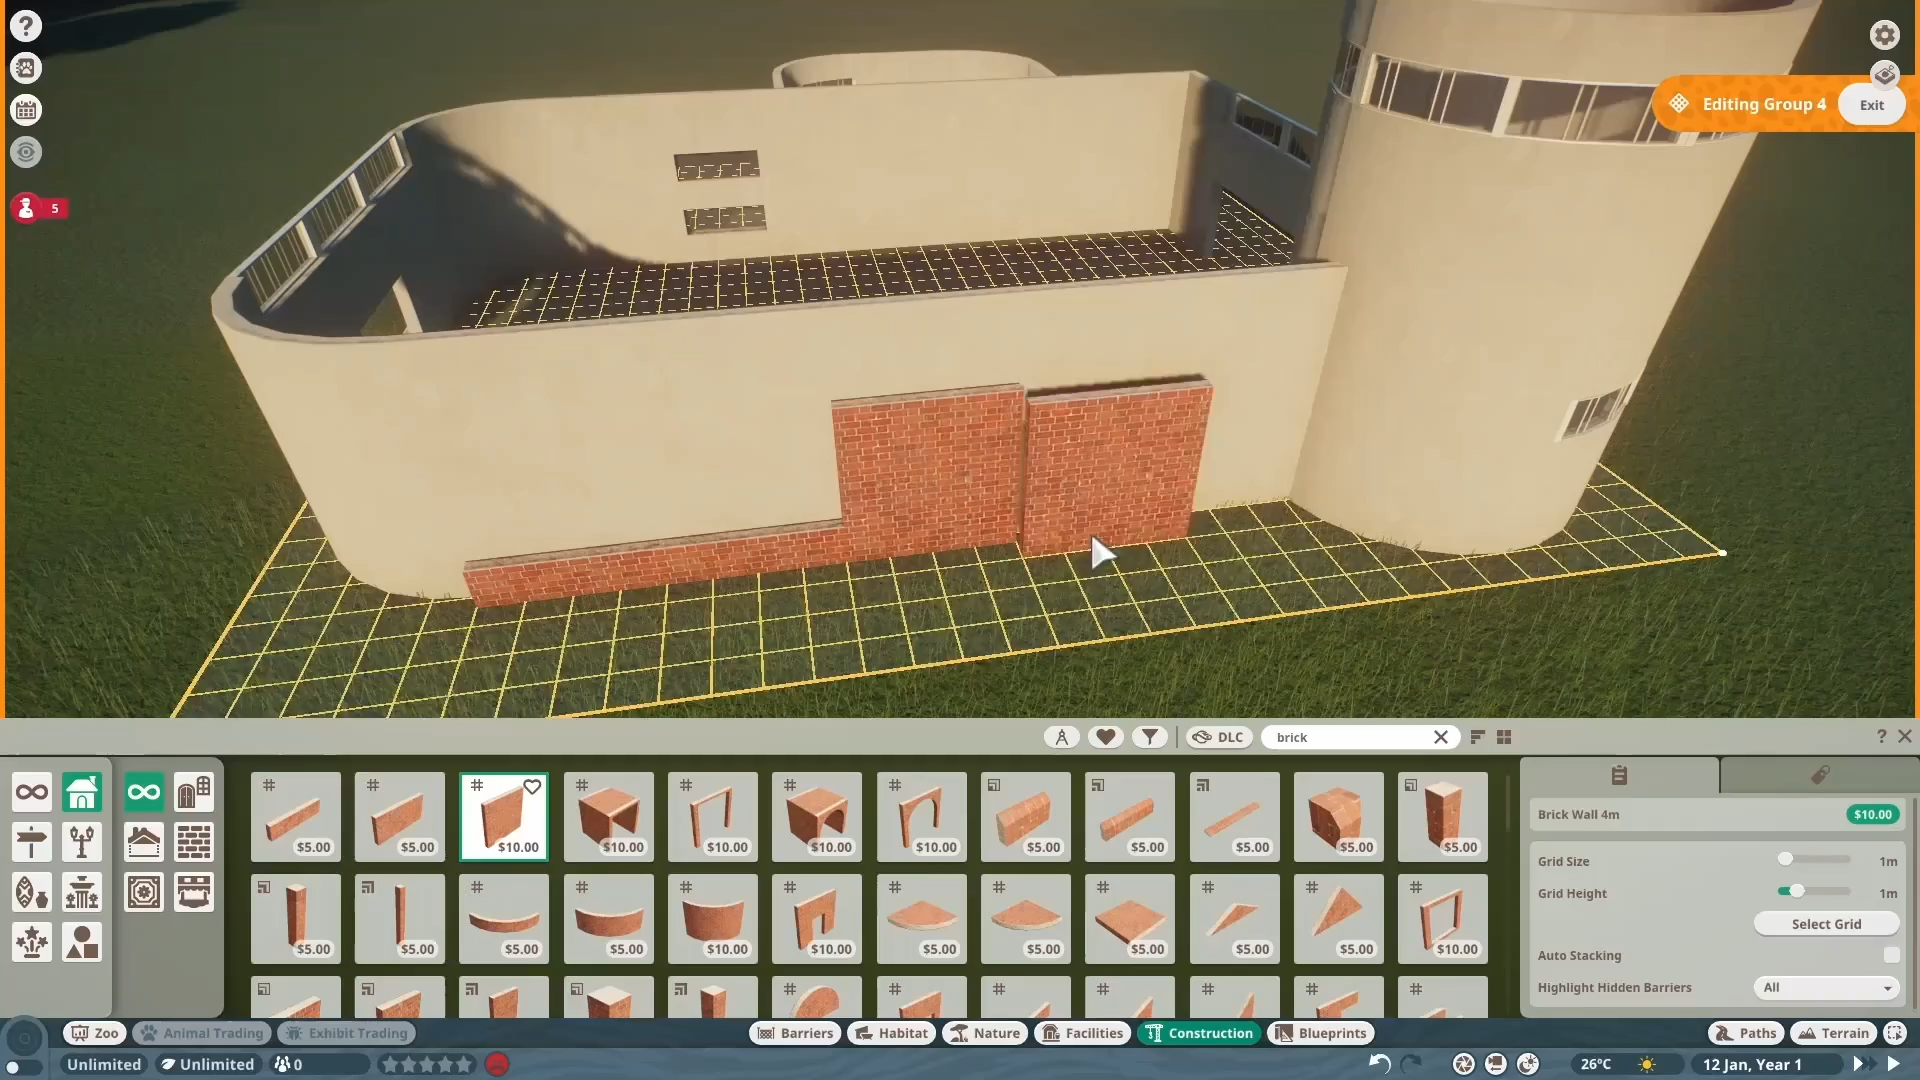 ?
Editing Group 4
Exit
5
DLC
brick
?
$5.00
$5.00
$10.00
$10.00
$10.00
$10.00
$10.00
$5.00
$5.00
$5.00
$5.00
$5.00
$5.00
$5.00
$5.00
$5.00
$10.00
$10.00
$5.00
$5.00
$5.00
$5.00
$5.00
$10.00
Brick Wall 4m
$10.00
Grid Size
1m
Grid Height
1m
Select Grid
Auto Stacking
Highlight Hidden Barriers
All
Zoo
Animal Trading
Exhibit Trading
Barriers
Habitat
Nature
Facilities
Construction
Blueprints
Paths
Terrain
Unlimited
Unlimited
0
26°C
12 Jan, Year 1